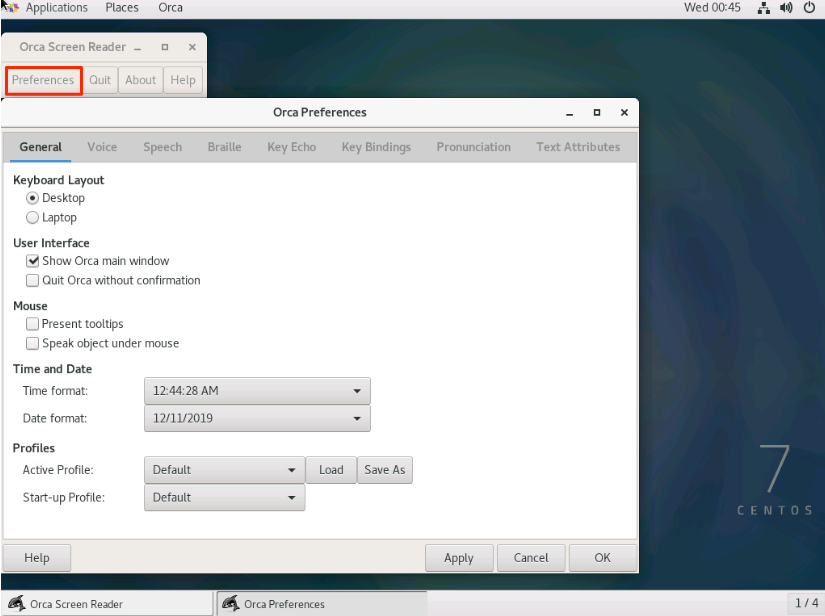 Applications Places Orca Wed 00:45
Orca Screen Reader
Preferences Quit About Help
Orca Preferences
General Voice Speech Braille Key Echo Key Bindings Pronunciation Text Attributes
Keyboard Layout
Desktop
Laptop
User Interface
Show Orca main window
Quit Orca without confirmation
Mouse
Present tooltips
Speak object under mouse
Time and Date
Time format: 12:44:28 AM
Date format: 12/11/2019
Profiles
Active Profile: Default Load Save As
Start-up Profile: Default
7
CENTOS
Help Apply Cancel OK
Orca Screen Reader Orca Preferences 1 / 4